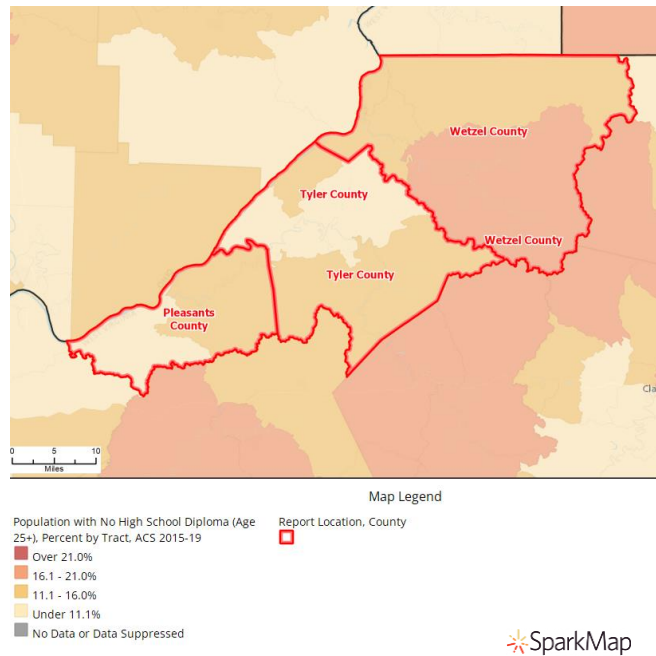 Wetzel County
Tyler County
Wetzel County
Tyler County
Pleasants
County
Cla
0 5 10
Miles
Map Legend
Population with No High School Diploma (Age
25+), Percent by Tract, ACS 2015-19
Over 21.0%
16.1 - 21.0%
11.1 - 16.0%
Under 11.1%
No Data or Data Suppressed
Report Location, County
SparkMap